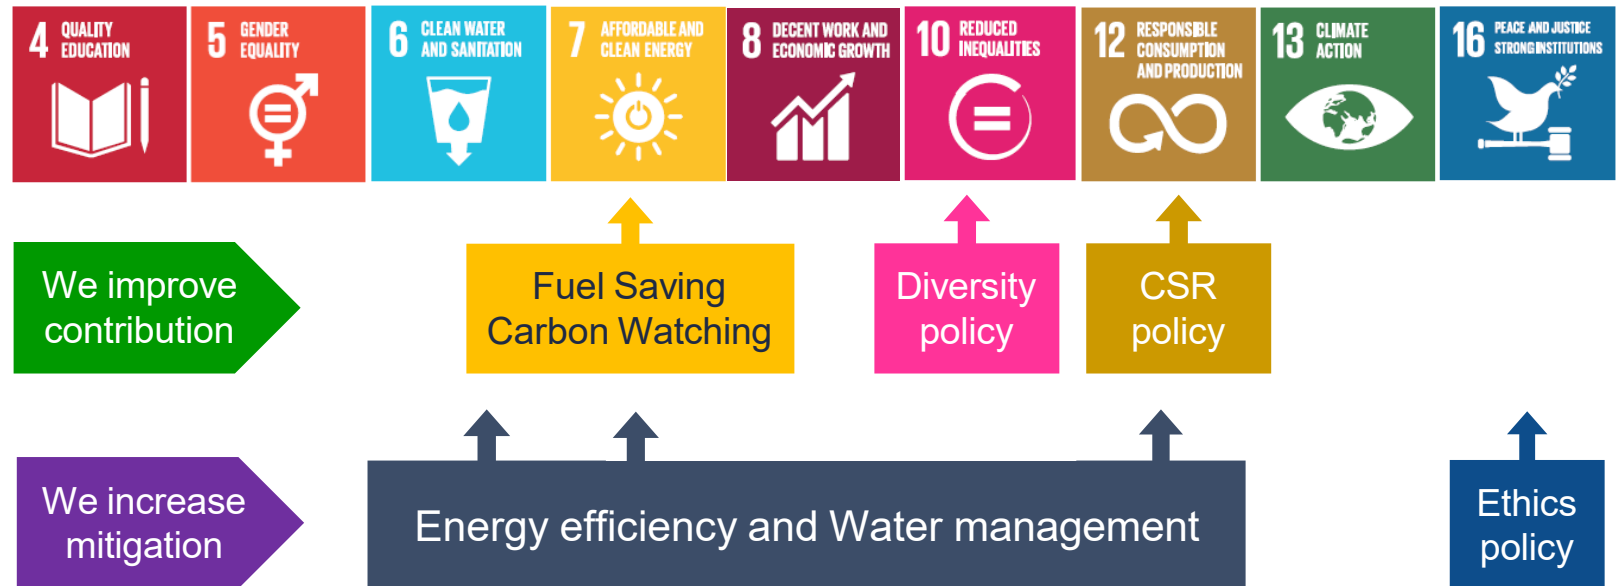 4 QUALITY
EDUCATION
5 GENDER
EQUALITY
6 CLEAN WATER
AND SANITATION
7 AFFORDABLE AND
CLEAN ENERGY
8 DECENT WORK AND
ECONOMIC GROWTH
10 REDUCED
INEQUALITIES
12 RESPONSIBLE
CONSUMPTION
AND PRODUCTION
13 CLIMATE
ACTION
16 PEACE AND JUSTICE
STRONG INSTITUTIONS
We improve
contribution
Fuel Saving
Carbon Watching
Diversity
policy
CSR
policy
We increase
mitigation
Energy efficiency and Water management
Ethics
policy